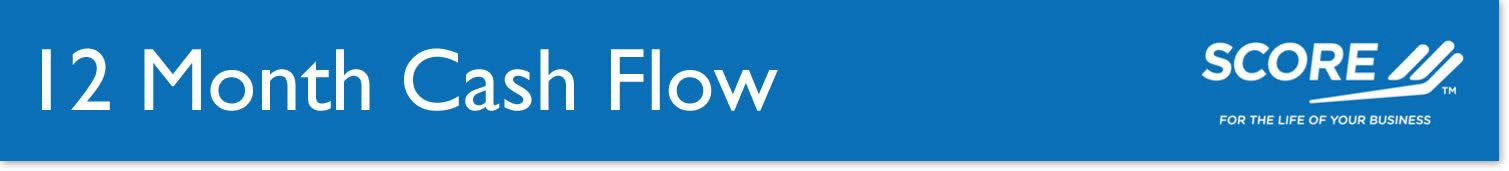 12 Month Cash Flow
SCORE
TM
FOR THE LIFE OF YOUR BUSINESS